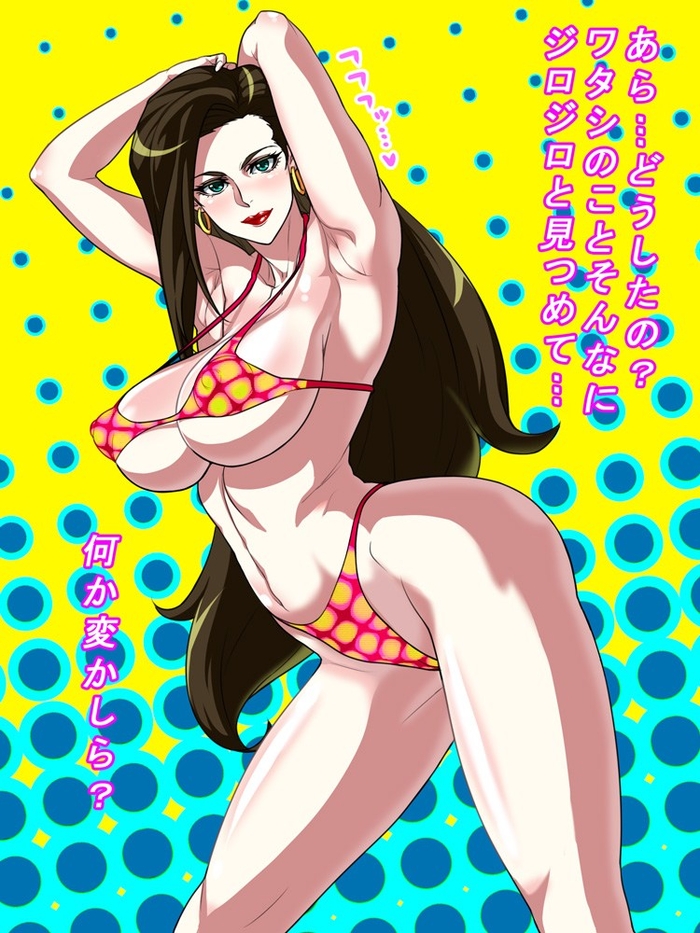 あら…どうしたの？
ワタシのことそんなに
ジロジロと見つめて…
フフフッ…♥
何か変かしら？